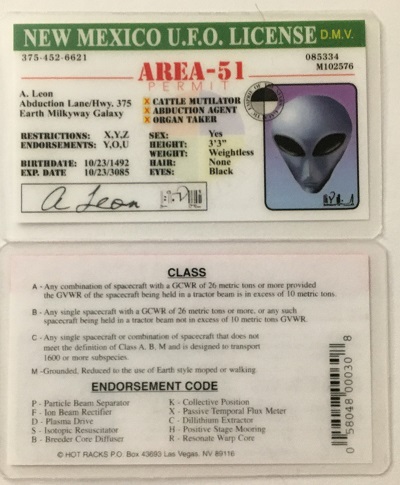 NEW MEXICO U.F.O. LICENSE D.M.V.
375-452-6621
085334
M102576
AREA-51
PERMIT
A. Leon
Abduction Lane/Hwy. 375
Earth Milkyway Galaxy
X CATTLE MUTILATOR
X ABDUCTION AGENT
X ORGAN TAKER
RESTRICTIONS: X,Y,Z
ENDORSEMENTS: Y,O,U
BIRTHDATE: 10/23/1492
EXP. DATE 10/23/3085
SEX: Yes
HEIGHT: 3'3"
WEIGHT: Weightless
HAIR: None
EYES: Black
A Leon
CLASS
A - Any combination of spacecraft with a GCWR of 26 metric tons or more provided
the GVWR of the spacecraft being held in a tractor beam is in excess of 10 metric tons.
B - Any single spacecraft with a GCWR of 26 metric tons or more, or any such
spacecraft being held in a tractor beam not in excess of 10 metric tons GVWR.
C - Any single spacecraft or combination of spacecraft that does not
meet the definition of Class A, B, M and is designed to transport
1600 or more subspecies.
M -Grounded, Reduced to the use of Earth style moped or walking.
ENDORSEMENT CODE
P - Particle Beam Separator
F - Ion Beam Rectifier
D - Plasma Drive
S - Isotopic Resuscitator
B - Breeder Core Diffuser
K - Collective Position
X - Passive Temporal Flux Meter
C - Dillithium Extractor
H - Positive Stage Mooring
R - Resonate Warp Core
© HOT RACKS P.O. Box 43693 Las Vegas, NV 89116
0 58048 00030 8